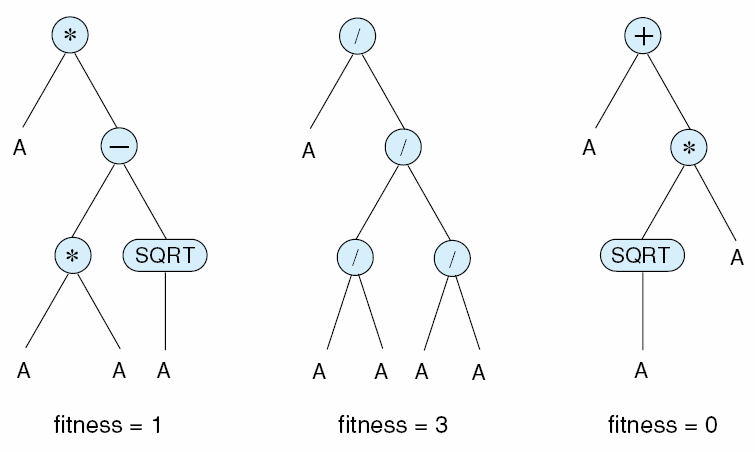 * / +
A — A / A *
* SQRT / / SQRT A
A A A A A A A A
fitness = 1 fitness = 3 fitness = 0